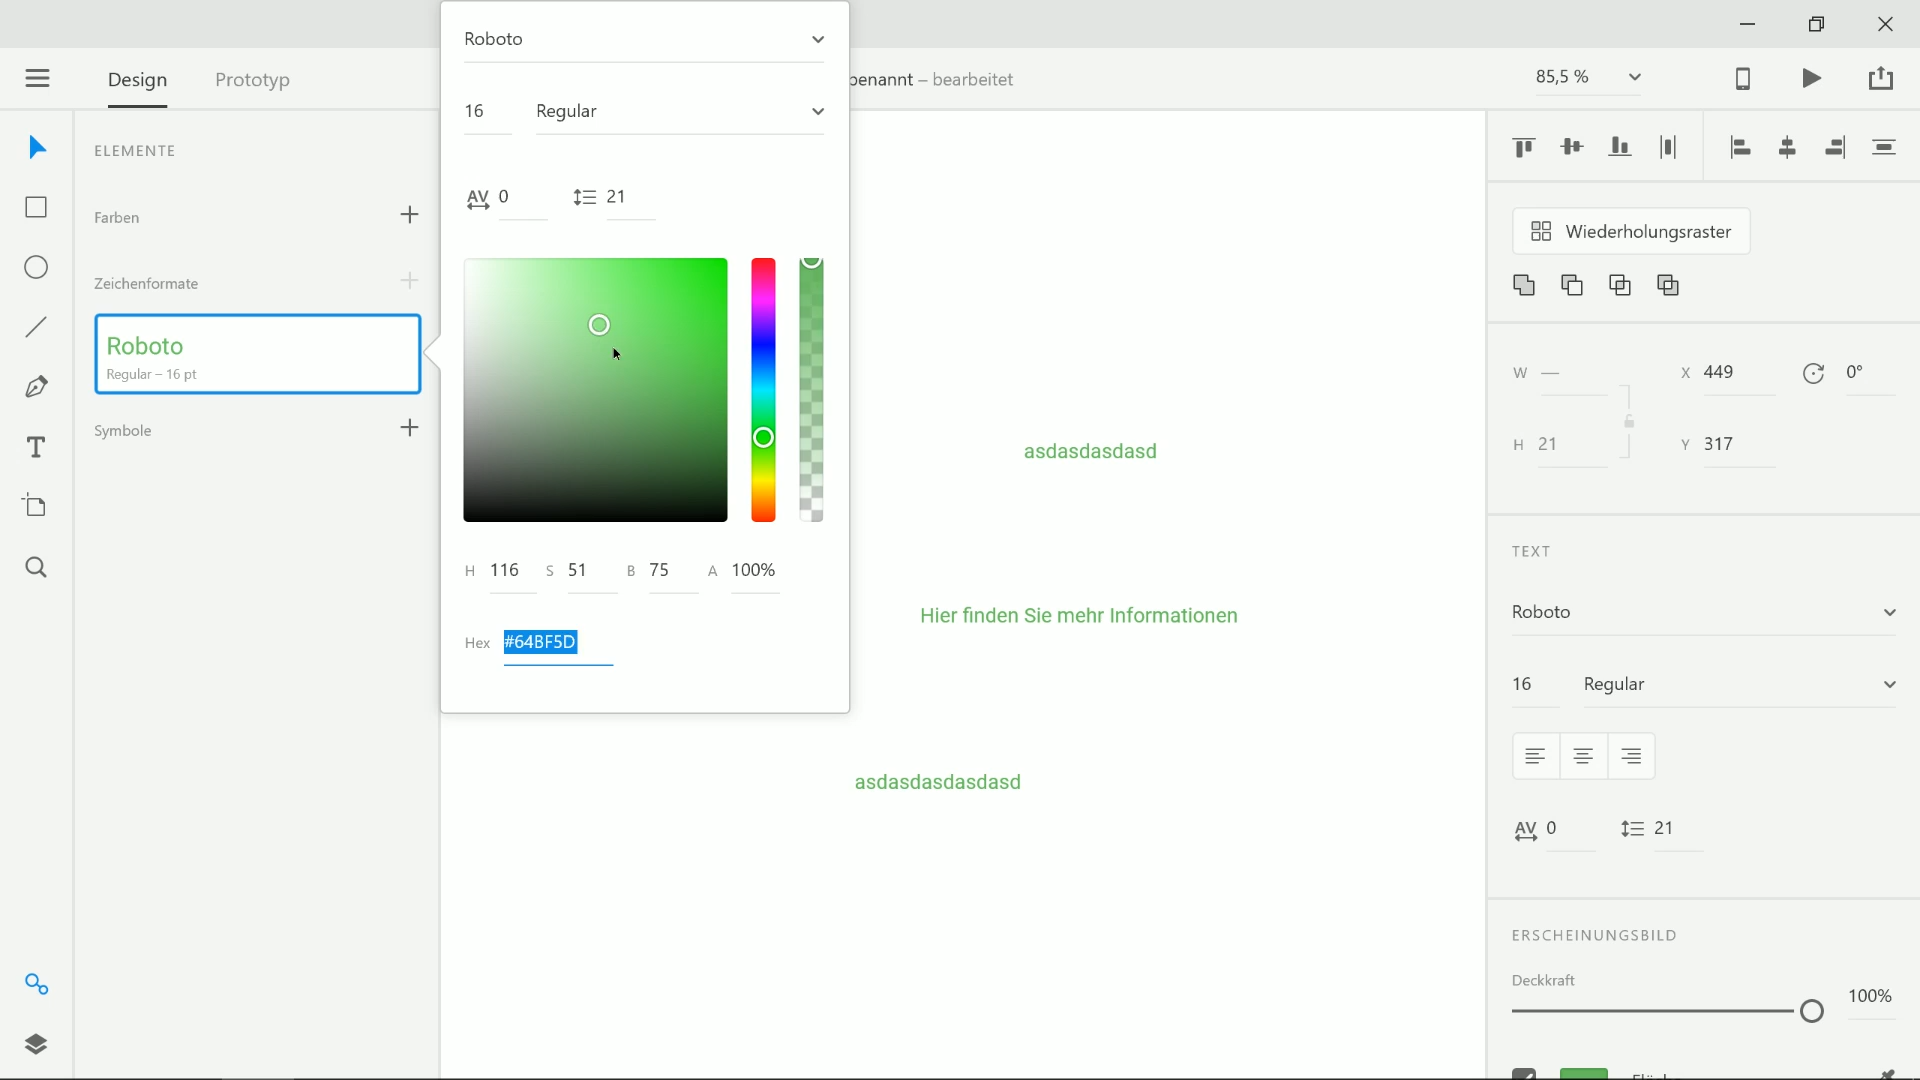 Design
Prototyp
benannt – bearbeitet
85,5 %
ELEMENTE
Farben
Zeichenformate
Roboto
Regular – 16 pt
Symbole
Roboto
16
Regular
AV 0
21
H 116 S 51 B 75 A 100%
Hex #64BF5D
asdasdasdasd
Hier finden Sie mehr Informationen
asdasdasdasdasd
Wiederholungsraster
W — X 449 0°
H 21 Y 317
TEXT
Roboto
16 Regular
AV 0 21
ERSCHEINUNGSBILD
Deckkraft
100%